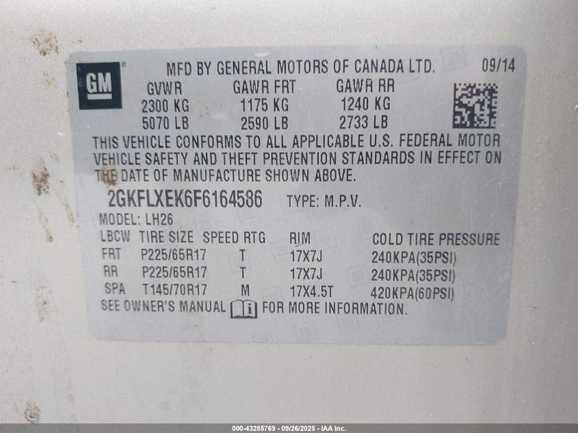 GM
MFD BY GENERAL MOTORS OF CANADA LTD. 09/14
GVWR GAWR FRT GAWR RR
2300 KG 1175 KG 1240 KG
5070 LB 2590 LB 2733 LB
THIS VEHICLE CONFORMS TO ALL APPLICABLE U.S. FEDERAL MOTOR
VEHICLE SAFETY AND THEFT PREVENTION STANDARDS IN EFFECT ON
THE DATE OF MANUFACTURE SHOWN ABOVE.
2GKFLXEK6F6164586 TYPE: M.P.V.
MODEL: LH26
LBCW TIRE SIZE SPEED RTG RIM COLD TIRE PRESSURE
FRT P225/65R17 T 17X7J 240KPA(35PSI)
RR P225/65R17 T 17X7J 240KPA(35PSI)
SPA T145/70R17 M 17X4.5T 420KPA(60PSI)
SEE OWNER'S MANUAL FOR MORE INFORMATION.
000-43265769 - 09/26/2025 - IAA Inc.